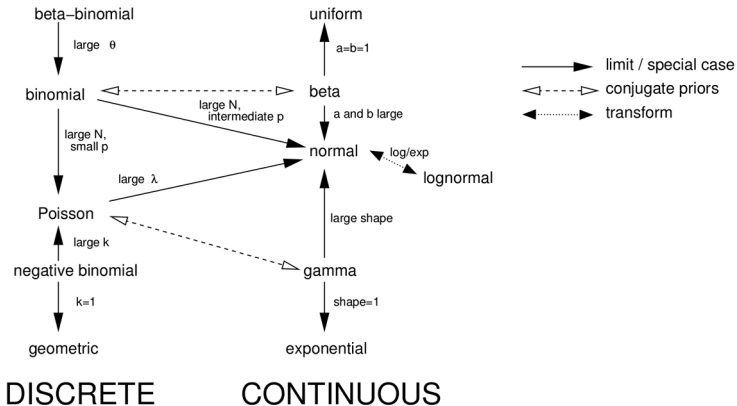 beta-binomial
uniform
large θ
a=b=1
limit / special case
binomial
beta
conjugate priors
large N,
intermediate p
a and b large
transform
large N,
small p
normal
log/exp
lognormal
large λ
Poisson
large shape
large k
negative binomial
gamma
k=1
shape=1
geometric
exponential
DISCRETE
CONTINUOUS